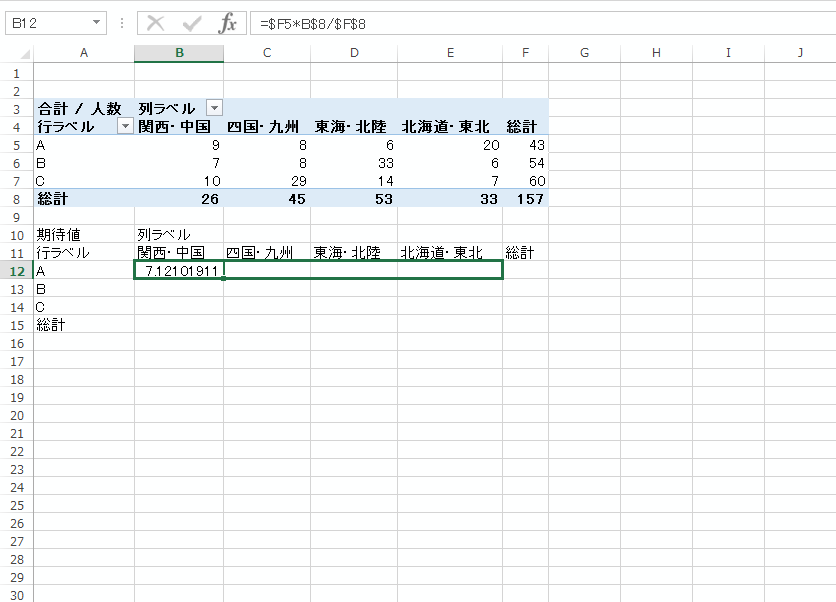 B12 fx =$F5*B$8/$F$8
A B C D E F G H I J
1
2
3 合計 / 人数 列ラベル
4 行ラベル 関西・中国 四国・九州 東海・北陸 北海道・東北 総計
5 A 9 8 6 20 43
6 B 7 8 33 6 54
7 C 10 29 14 7 60
8 総計 26 45 53 33 157
9
10 期待値 列ラベル
11 行ラベル 関西・中国 四国・九州 東海・北陸 北海道・東北 総計
12 A 7.12101911
13 B
14 C
15 総計
16
17
18
19
20
21
22
23
24
25
26
27
28
29
30